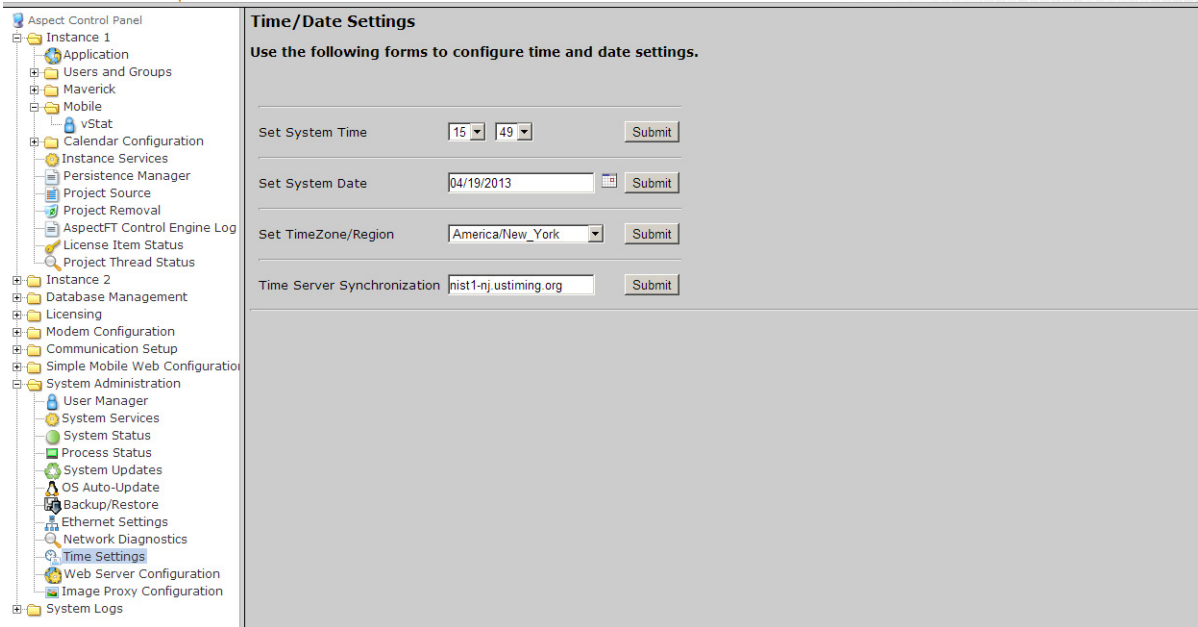 Aspect Control Panel
Instance 1
Application
Users and Groups
Maverick
Mobile
vStat
Calendar Configuration
Instance Services
Persistence Manager
Project Source
Project Removal
AspectFT Control Engine Log
License Item Status
Project Thread Status
Instance 2
Database Management
Licensing
Modem Configuration
Communication Setup
Simple Mobile Web Configuration
System Administration
User Manager
System Services
System Status
Process Status
System Updates
OS Auto-Update
Backup/Restore
Ethernet Settings
Network Diagnostics
Time Settings
Web Server Configuration
Image Proxy Configuration
System Logs
Time/Date Settings
Use the following forms to configure time and date settings.
Set System Time 15 49 Submit
Set System Date 04/19/2013 Submit
Set TimeZone/Region America/New_York Submit
Time Server Synchronization nist1-nj.ustiming.org Submit